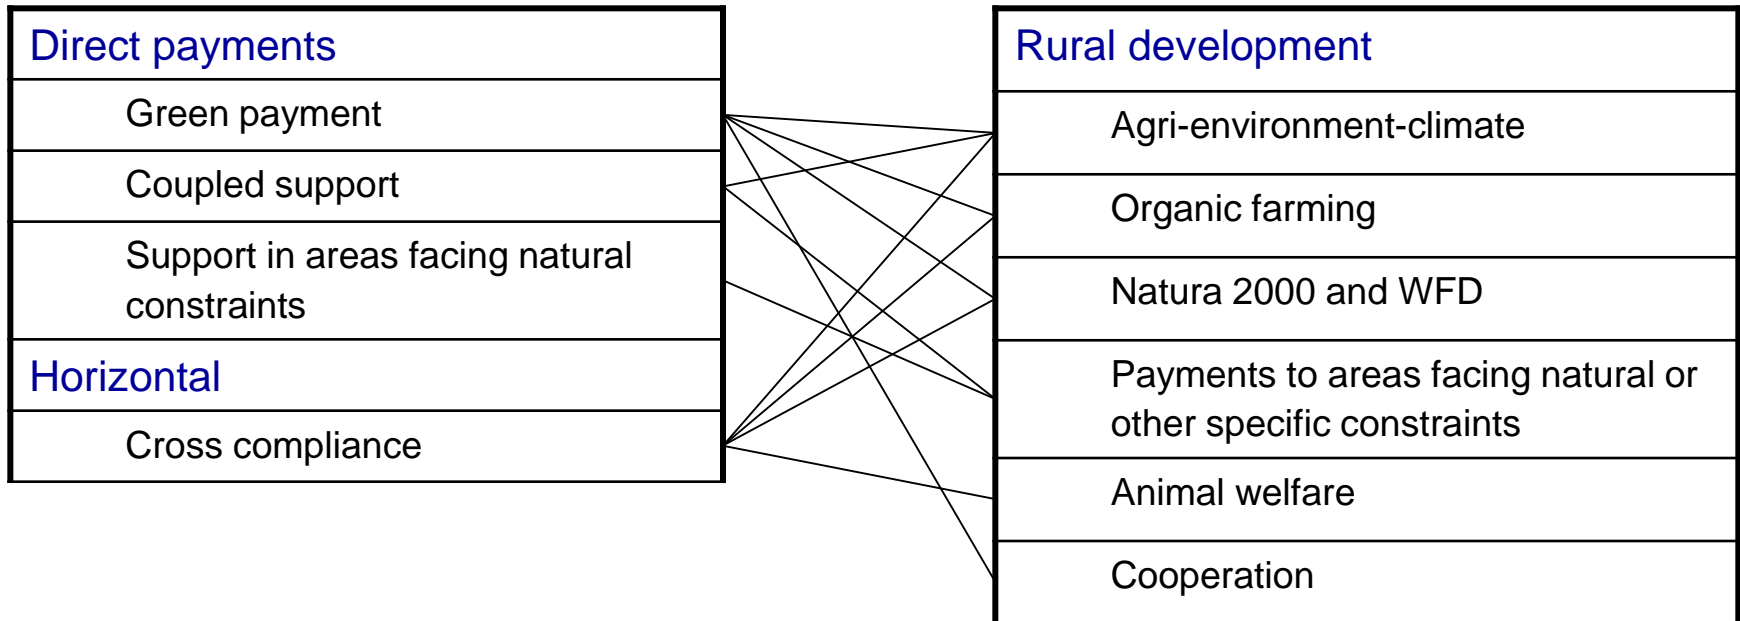 Direct payments
Green payment
Coupled support
Support in areas facing natural
constraints
Horizontal
Cross compliance
Rural development
Agri-environment-climate
Organic farming
Natura 2000 and WFD
Payments to areas facing natural or
other specific constraints
Animal welfare
Cooperation